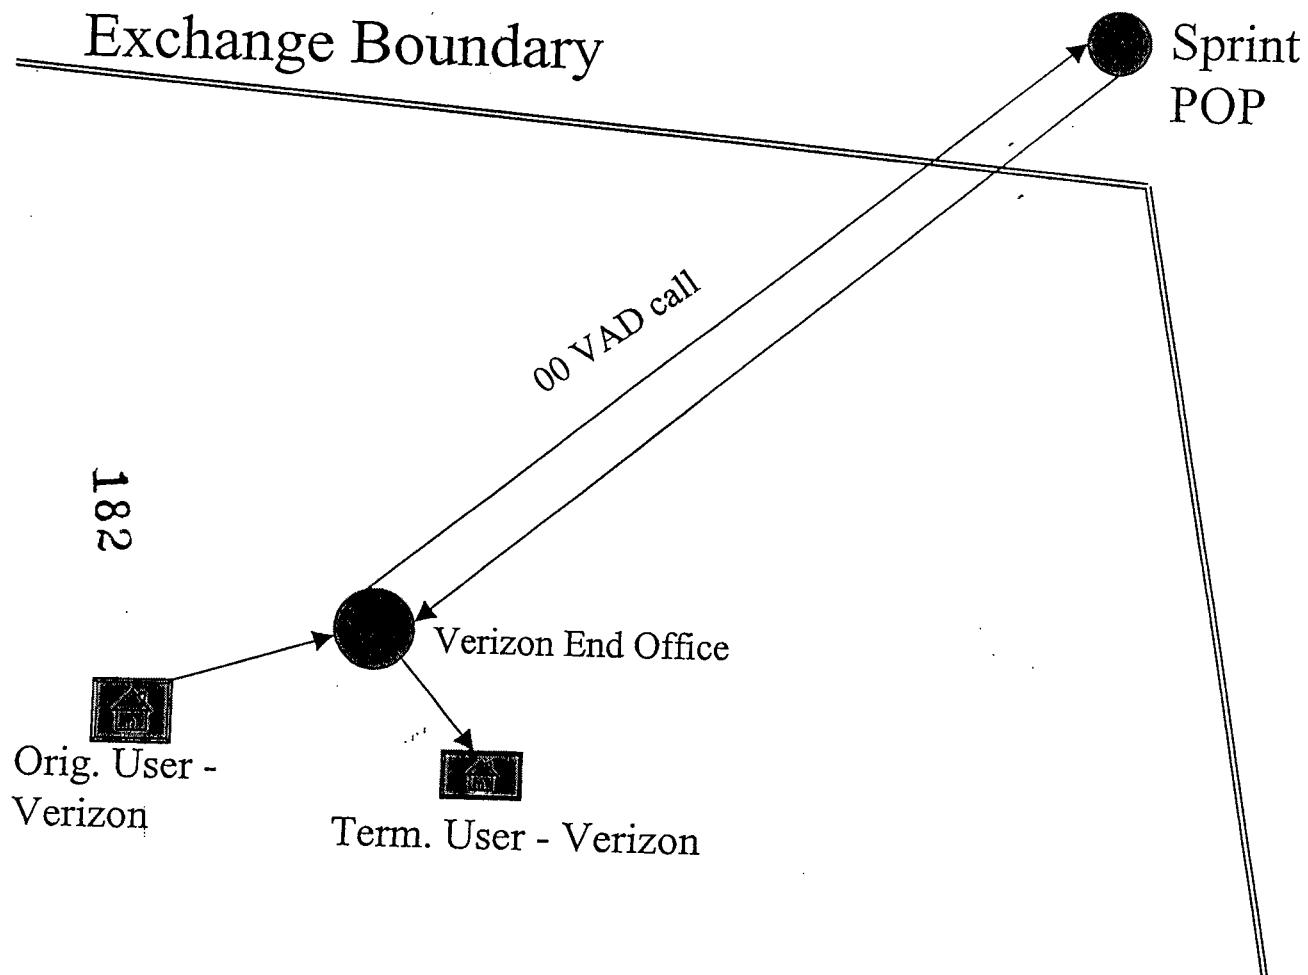 Exchange Boundary
Sprint
POP
00 VAD call
182
Verizon End Office
Orig. User -
Verizon
Term. User - Verizon